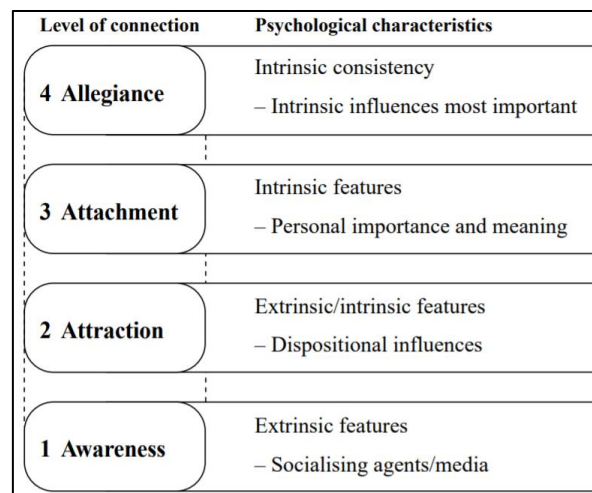 Level of connection Psychological characteristics
4 Allegiance
Intrinsic consistency
– Intrinsic influences most important
3 Attachment
Intrinsic features
– Personal importance and meaning
2 Attraction
Extrinsic/intrinsic features
– Dispositional influences
1 Awareness
Extrinsic features
– Socialising agents/media